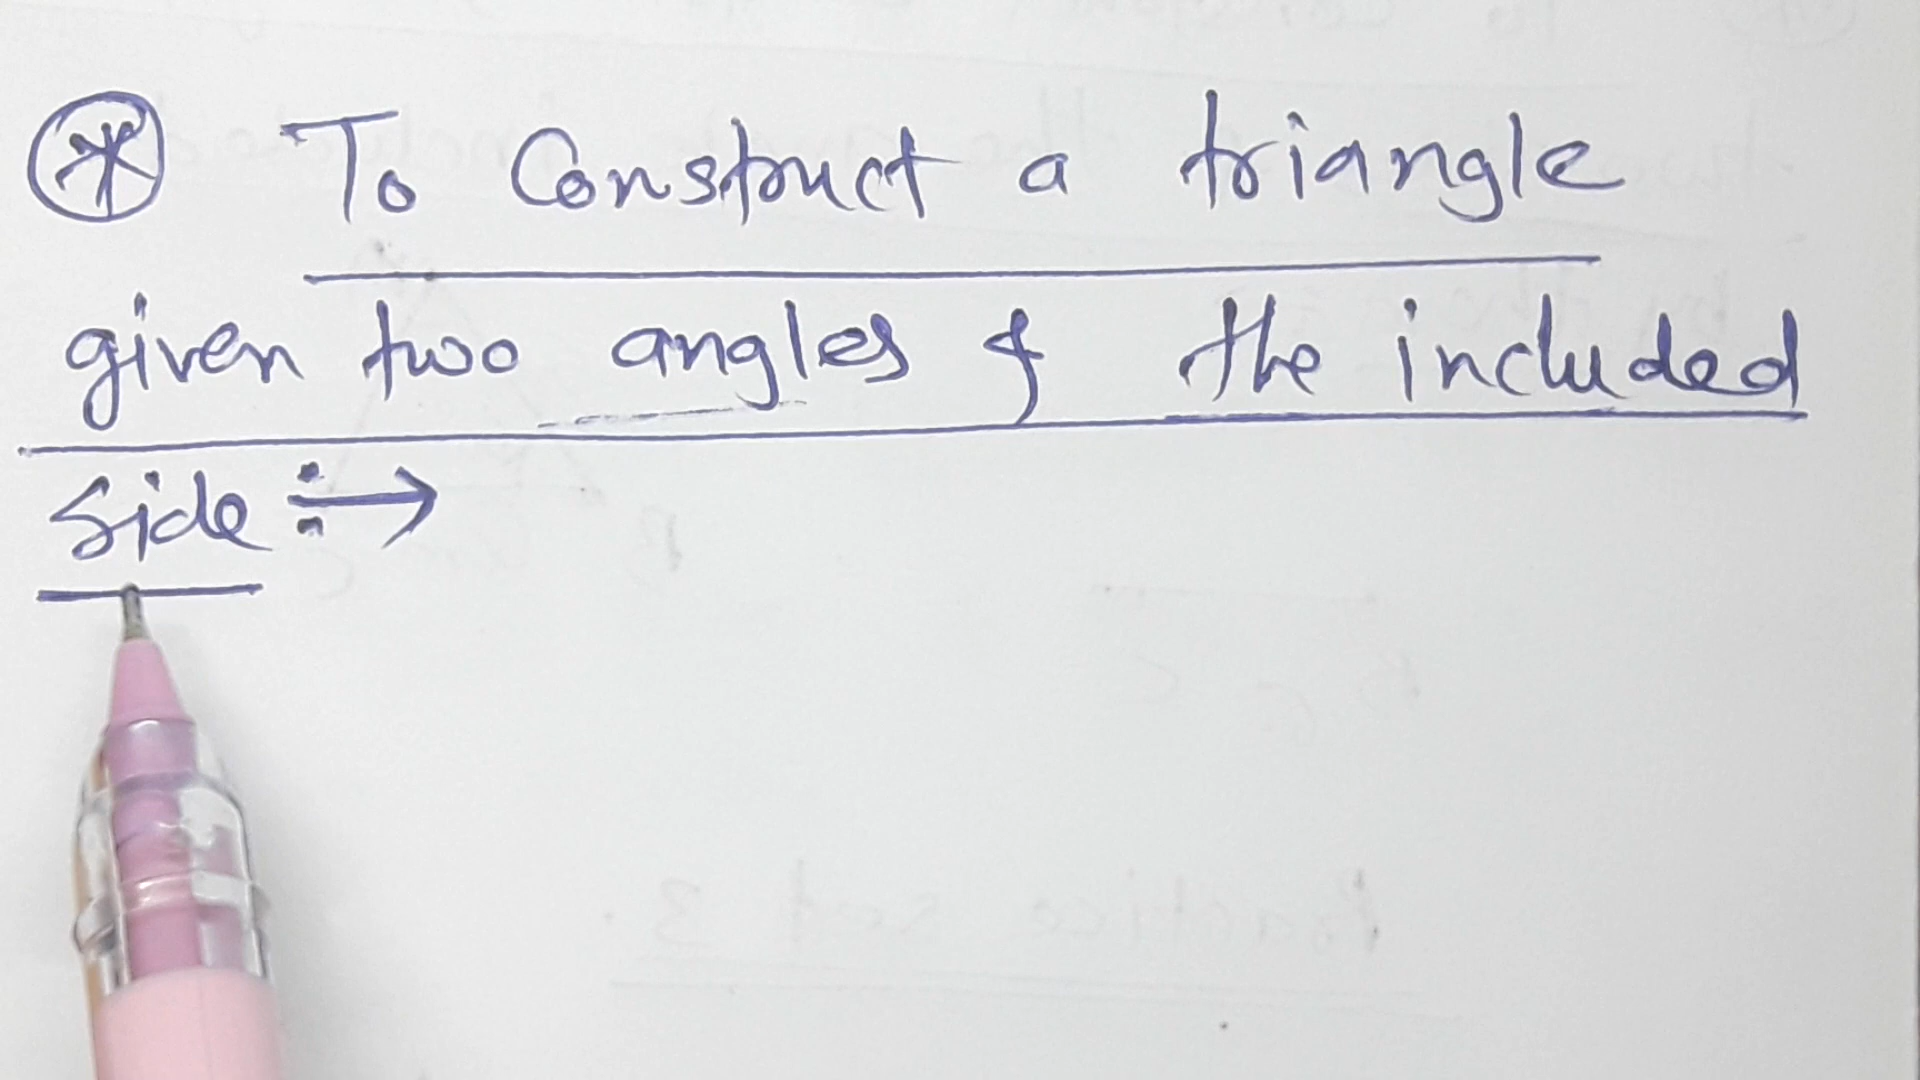 * To Construct a triangle
given two angles & the included
side :→